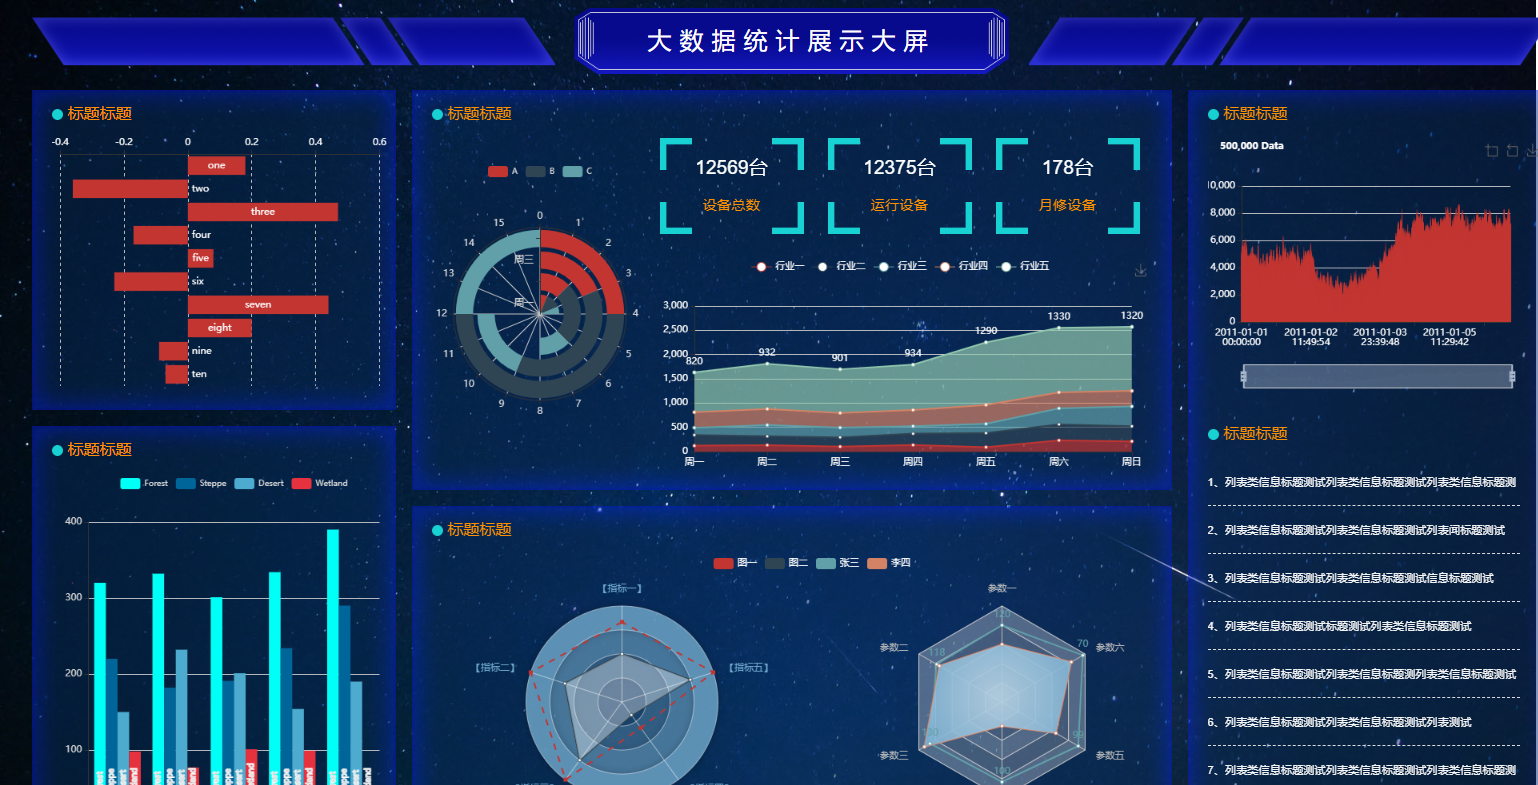 大数据统计展示大屏
标题标题
-0.4 -0.2 0 0.2 0.4 0.6
one
two
three
four
five
six
seven
eight
nine
ten
标题标题
Forest Steppe Desert Wetland
400
300
200
100
标题标题
A B C
0
1
2
3
4
5
6
7
8
9
10
11
12
13
14
15
周三
周一
12569台
设备总数
12375台
运行设备
178台
月修设备
行业一 行业二 行业三 行业四 行业五
3,000
2,500
2,000
1,500
1,000
500
0
820 932 901 934 1290 1330 1320
周一 周二 周三 周四 周五 周六 周日
标题标题
图一 图二 张三 李四
【指标一】
【指标二】
【指标五】
参数一
参数二
参数三
参数五
参数六
120
118
70
100
标题标题
500,000 Data
8,000
6,000
4,000
2,000
0
2011-01-01 2011-01-02 2011-01-03 2011-01-05
00:00:00 11:49:54 23:39:48 11:29:42
标题标题
1、列表类信息标题测试列表类信息标题测试列表类信息标题测
2、列表类信息标题测试列表类信息标题测试列表闻标题测试
3、列表类信息标题测试列表类信息标题测试信息标题测试
4、列表类信息标题测试标题测试列表类信息标题测试
5、列表类信息标题测试列表类信息标题测试列表类信息标题测试
6、列表类信息标题测试列表类信息标题测试列表测试
7、列表类信息标题测试列表类信息标题测试列表类信息标题测